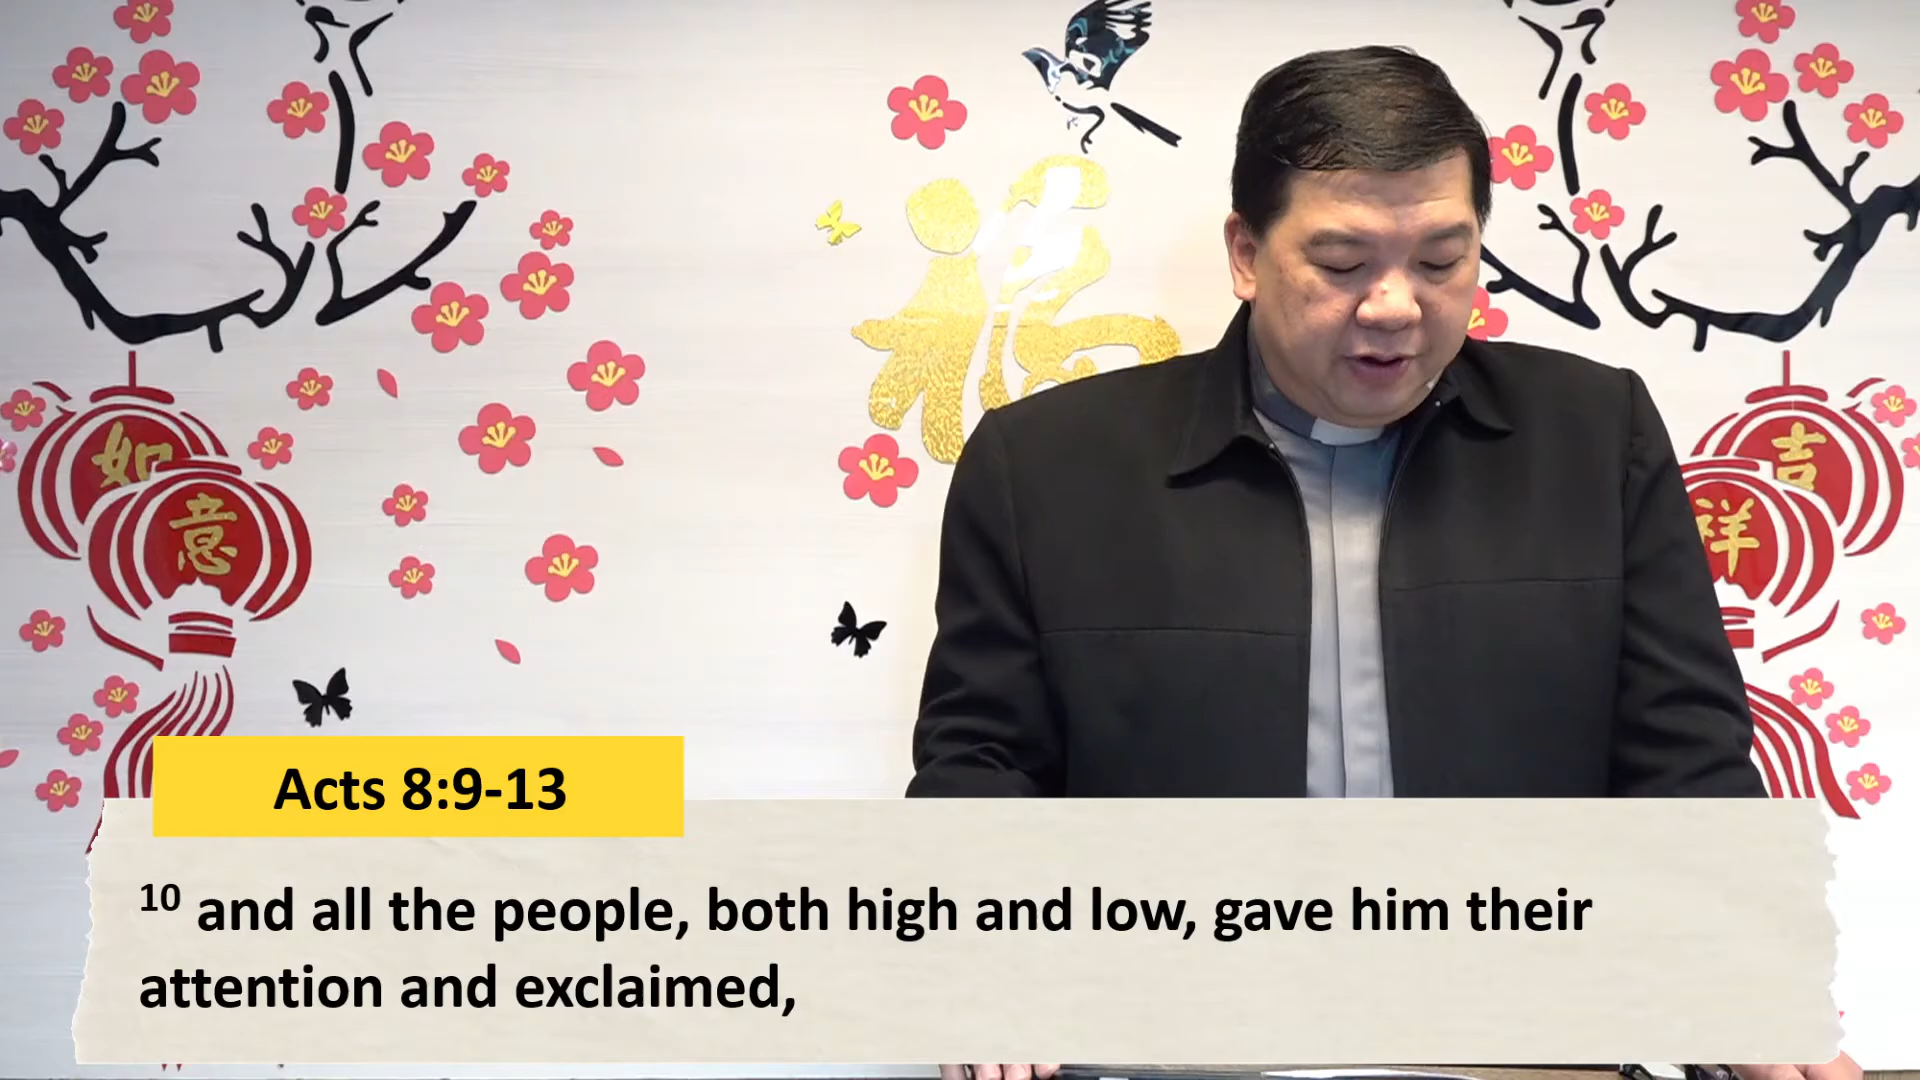 福
如
意
吉
祥
Acts 8:9-13
10 and all the people, both high and low, gave him their
attention and exclaimed,